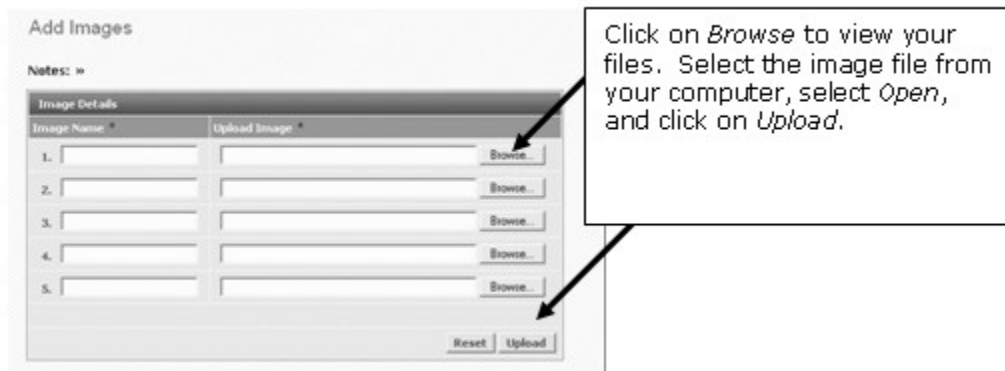 Add Images
Notes: »
Image Details
Image Name * Upload Image *
1. Browse...
2. Browse...
3. Browse...
4. Browse...
5. Browse...
Reset Upload
Click on Browse to view your
files. Select the image file from
your computer, select Open,
and click on Upload.